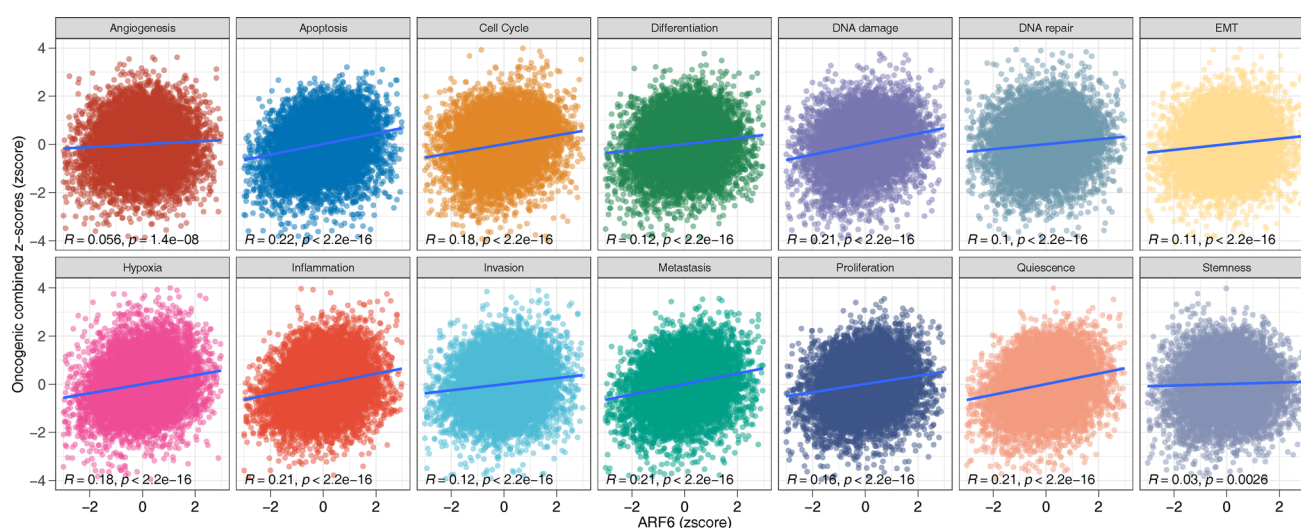 Angiogenesis Apoptosis Cell Cycle Differentiation DNA damage DNA repair EMT
4
2
0
−2
−4
R = 0.056, p = 1.4e−08 R = 0.22, p < 2.2e−16 R = 0.18, p < 2.2e−16 R = 0.12, p < 2.2e−16 R = 0.21, p < 2.2e−16 R = 0.1, p < 2.2e−16 R = 0.11, p < 2.2e−16
Oncogenic combined z−scores (zscore)
Hypoxia Inflammation Invasion Metastasis Proliferation Quiescence Stemness
4
2
0
−2
−4
R = 0.18, p < 2.2e−16 R = 0.21, p < 2.2e−16 R = 0.12, p < 2.2e−16 R = 0.21, p < 2.2e−16 R = 0.16, p < 2.2e−16 R = 0.21, p < 2.2e−16 R = 0.03, p = 0.0026
−2 0 2 −2 0 2 −2 0 2 −2 0 2 −2 0 2 −2 0 2 −2 0 2
ARF6 (zscore)